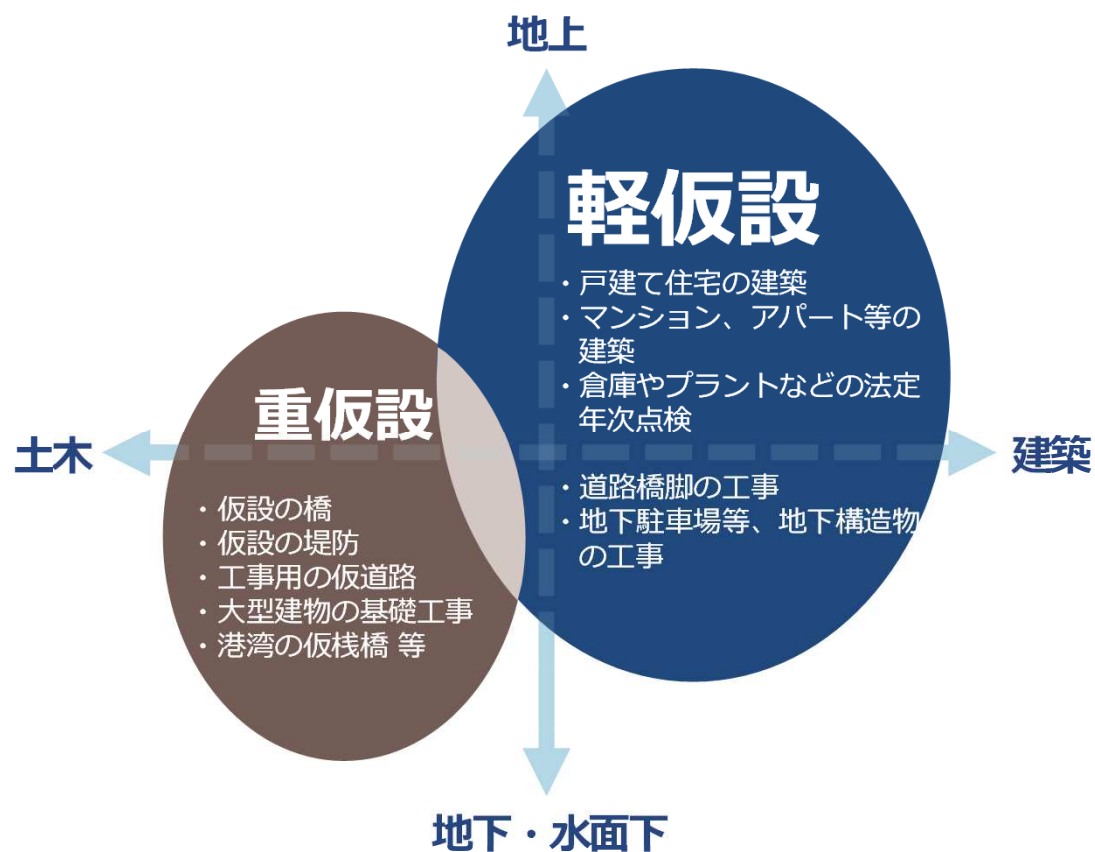 地上
軽仮設
・戸建て住宅の建築
・マンション、アパート等の
建築
・倉庫やプラントなどの法定
年次点検
・道路橋脚の工事
・地下駐車場等、地下構造物
の工事
重仮設
・仮設の橋
・仮設の堤防
・工事用の仮道路
・大型建物の基礎工事
・港湾の仮桟橋 等
土木
建築
地下・水面下